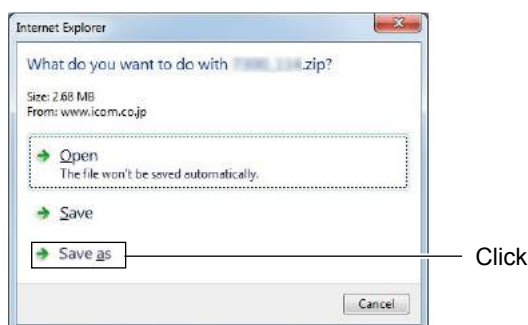 Internet Explorer
What do you want to do with .zip?
Size: 2.68 MB
From: www.icom.co.jp
Open
The file won't be saved automatically.
Save
Save as
Click
Cancel